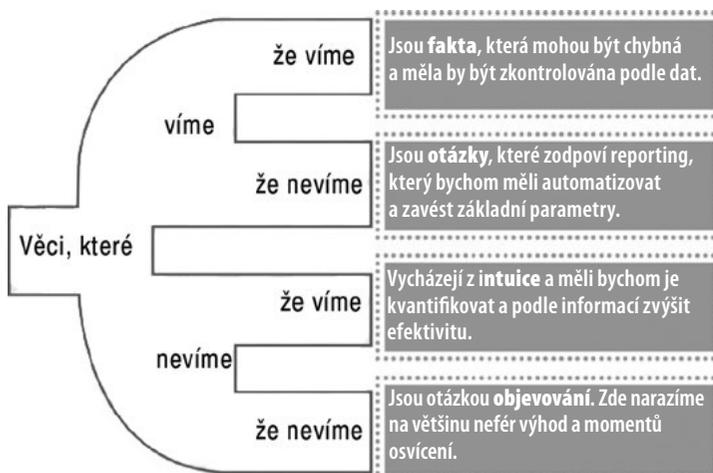 Věci, které
víme
že víme
Jsou fakta, která mohou být chybná
a měla by být zkontrolována podle dat.
že nevíme
Jsou otázky, které zodpoví reporting,
který bychom měli automatizovat
a zavést základní parametry.
nevíme
že víme
Vycházejí z intuice a měli bychom je
kvantifikovat a podle informací zvýšit
efektivitu.
že nevíme
Jsou otázkou objevování. Zde narazíme
na většinu nefér výhod a momentů
osvícení.